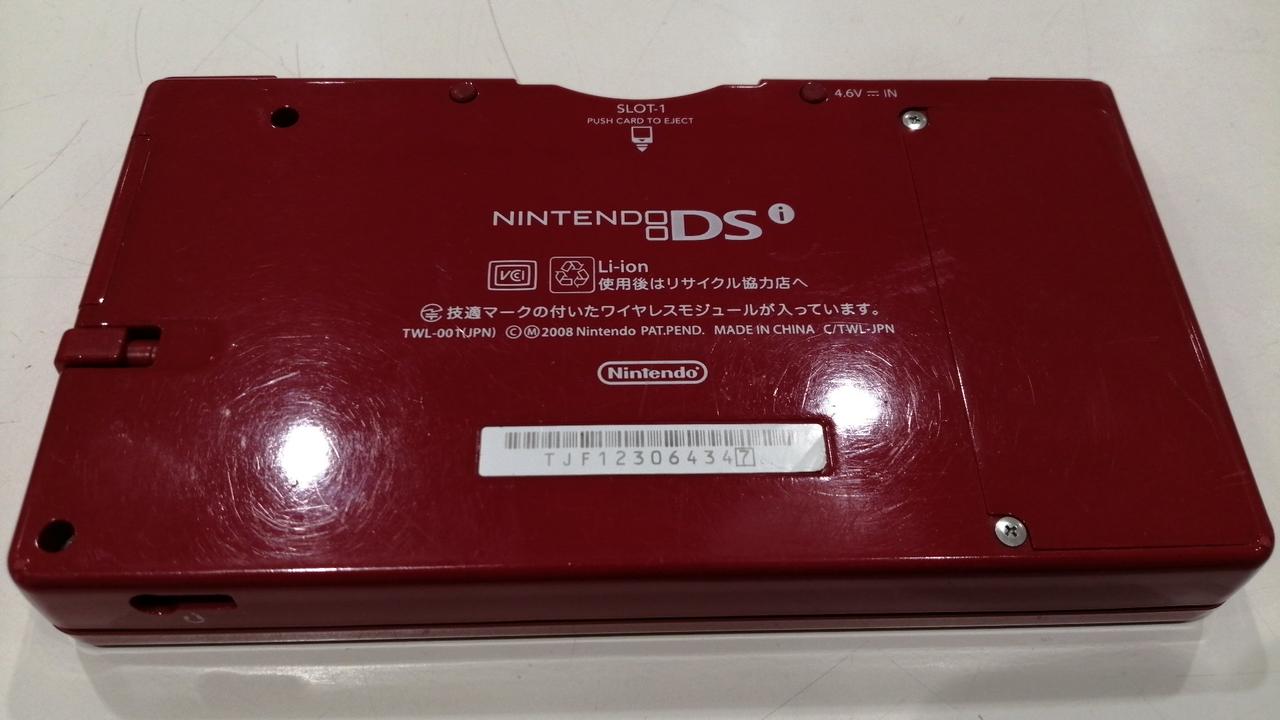 4.6V ⎓ IN
SLOT-1
PUSH CARD TO EJECT
NINTENDO DS i
VCI
Li-ion
使用後はリサイクル協力店へ
技適マークの付いたワイヤレスモジュールが入っています。
TWL-001(JPN) ©Ⓜ2008 Nintendo PAT.PEND. MADE IN CHINA C/TWL-JPN
Nintendo
TJF123064347